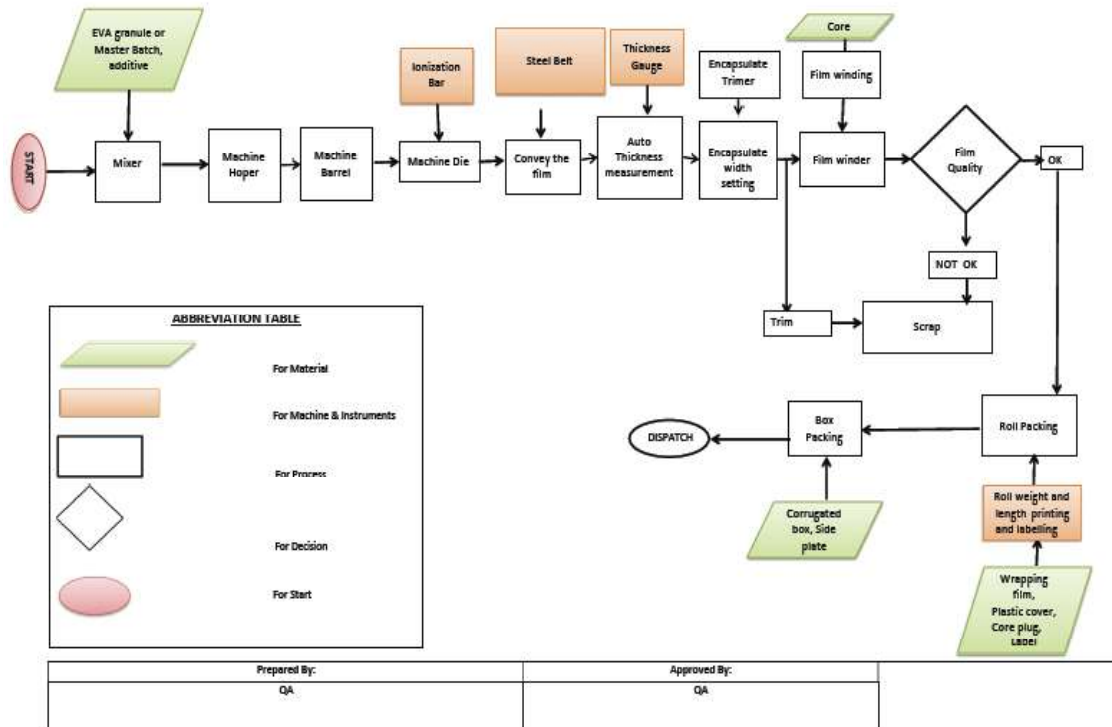 EVA granule or
Master Batch,
additive
Ionization
Bar
Steel Belt
Thickness
Gauge
Encapsulate
Trimer
Core
Film winding
START
Mixer
Machine
Hoper
Machine
Barrel
Machine Die
Convey the
film
Auto
Thickness
measurement
Encapsulate
width
setting
Film winder
Film
Quality
OK
NOT OK
Trim
Scrap
ABBREVIATION TABLE
For Material
For Machine & Instruments
For Process
For Decision
For Start
DISPATCH
Box
Packing
Roll Packing
Corrugated
box, Side
plate
Roll weight and
length printing
and labelling
Wrapping
film,
Plastic cover,
Core plug,
Label
Prepared By:
Approved By:
QA
QA